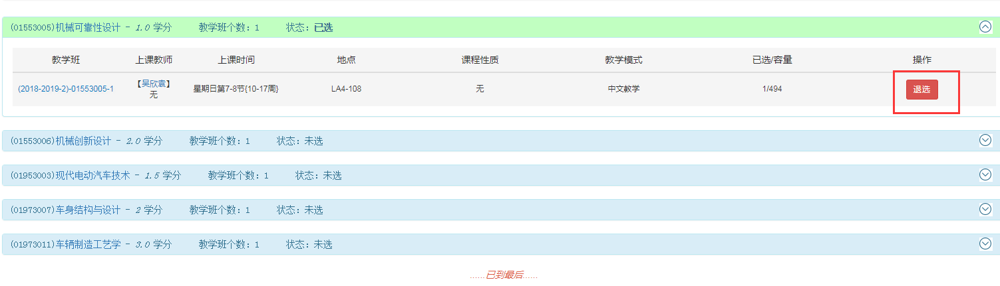 (01553005)机械可靠性设计 - 1.0 学分 教学班个数：1 状态：已选
教学班 上课教师 上课时间 地点 课程性质 教学模式 已选/容量 操作
(2018-2019-2)-01553005-1 【吴欣袁】 星期日第7-8节{10-17周} LA4-108 无 中文教学 1/494 退选
无
(01553006)机械创新设计 - 2.0 学分 教学班个数：1 状态：未选
(01953003)现代电动汽车技术 - 1.5 学分 教学班个数：1 状态：未选
(01973007)车身结构与设计 - 2 学分 教学班个数：1 状态：未选
(01973011)车辆制造工艺学 - 3.0 学分 教学班个数：1 状态：未选
......已到最后......